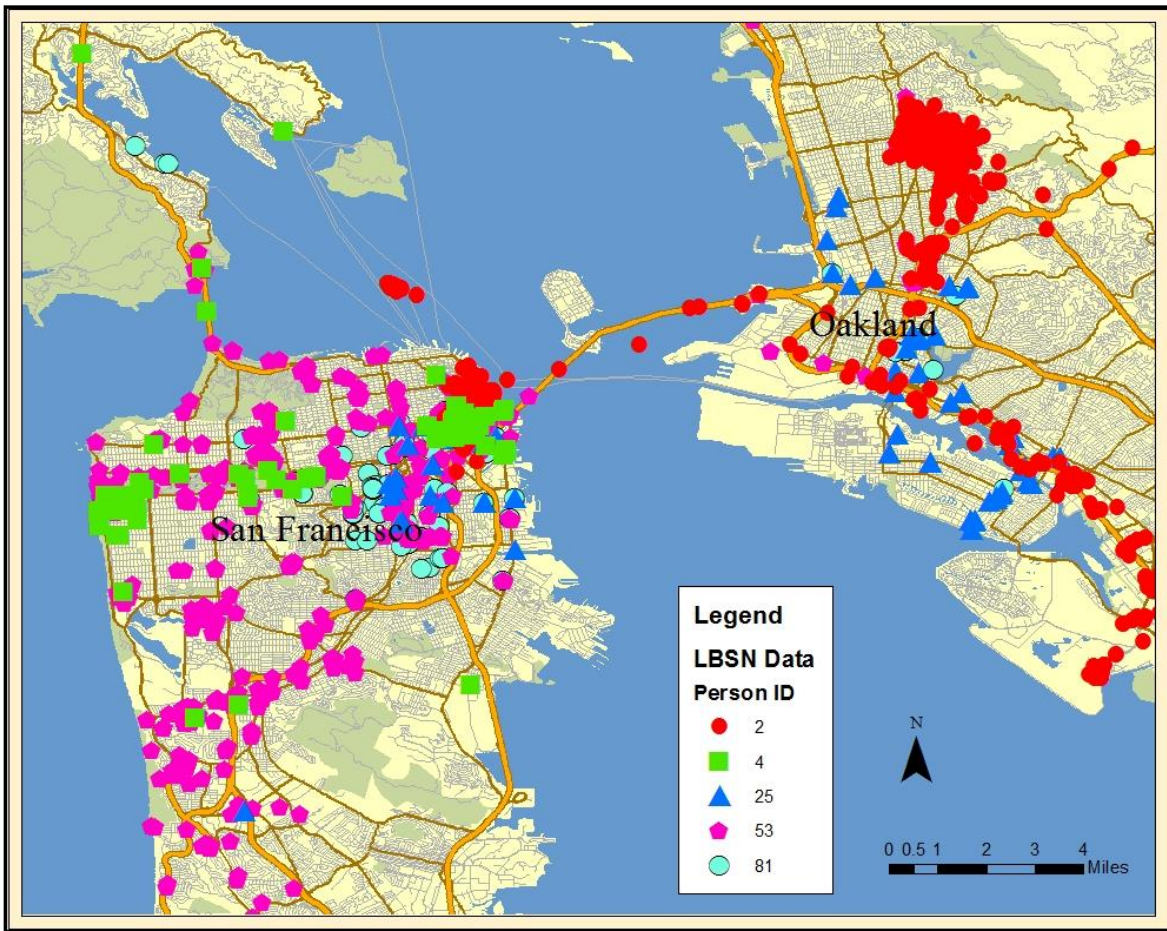 Oakland
San Francisco
Legend
LBSN Data
Person ID
2
4
25
53
81
N
0 0.5 1 2 3 4
Miles